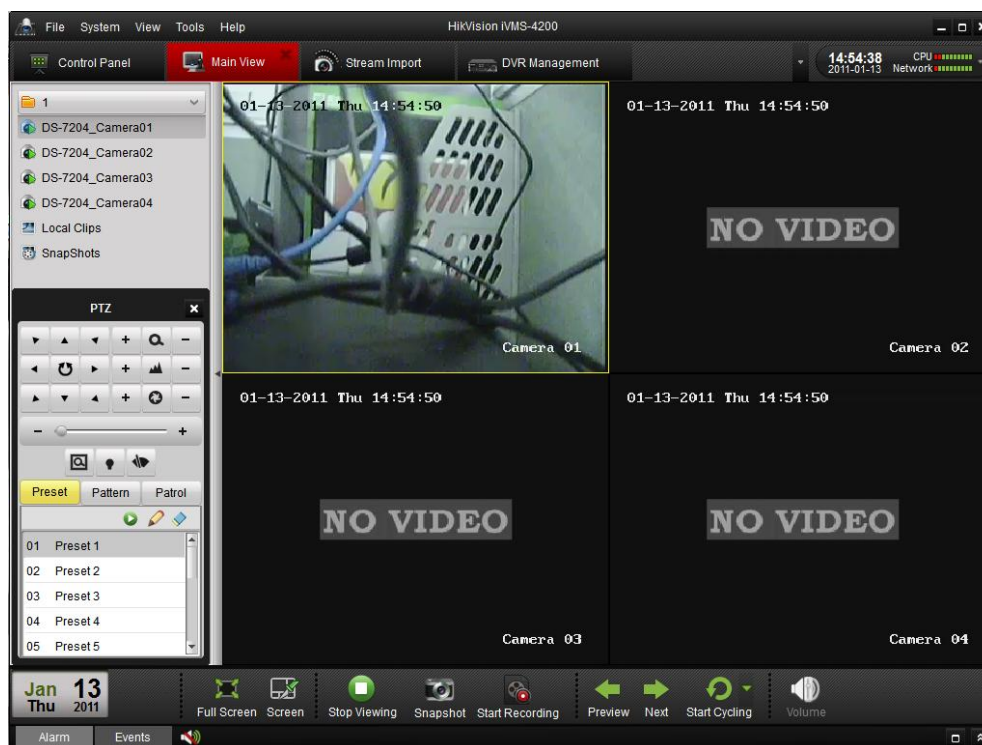 File System View Tools Help HikVision iVMS-4200
Control Panel Main View Stream Import DVR Management 14:54:38 CPU
2011-01-13 Network
1
DS-7204_Camera01
DS-7204_Camera02
DS-7204_Camera03
DS-7204_Camera04
Local Clips
SnapShots
PTZ
Preset Pattern Patrol
01 Preset 1
02 Preset 2
03 Preset 3
04 Preset 4
05 Preset 5
01-13-2011 Thu 14:54:50
Camera 01
01-13-2011 Thu 14:54:50
NO VIDEO
Camera 02
01-13-2011 Thu 14:54:50
NO VIDEO
Camera 03
01-13-2011 Thu 14:54:50
NO VIDEO
Camera 04
Jan 13
Thu 2011
Full Screen Screen Stop Viewing Snapshot Start Recording Preview Next Start Cycling Volume
Alarm Events